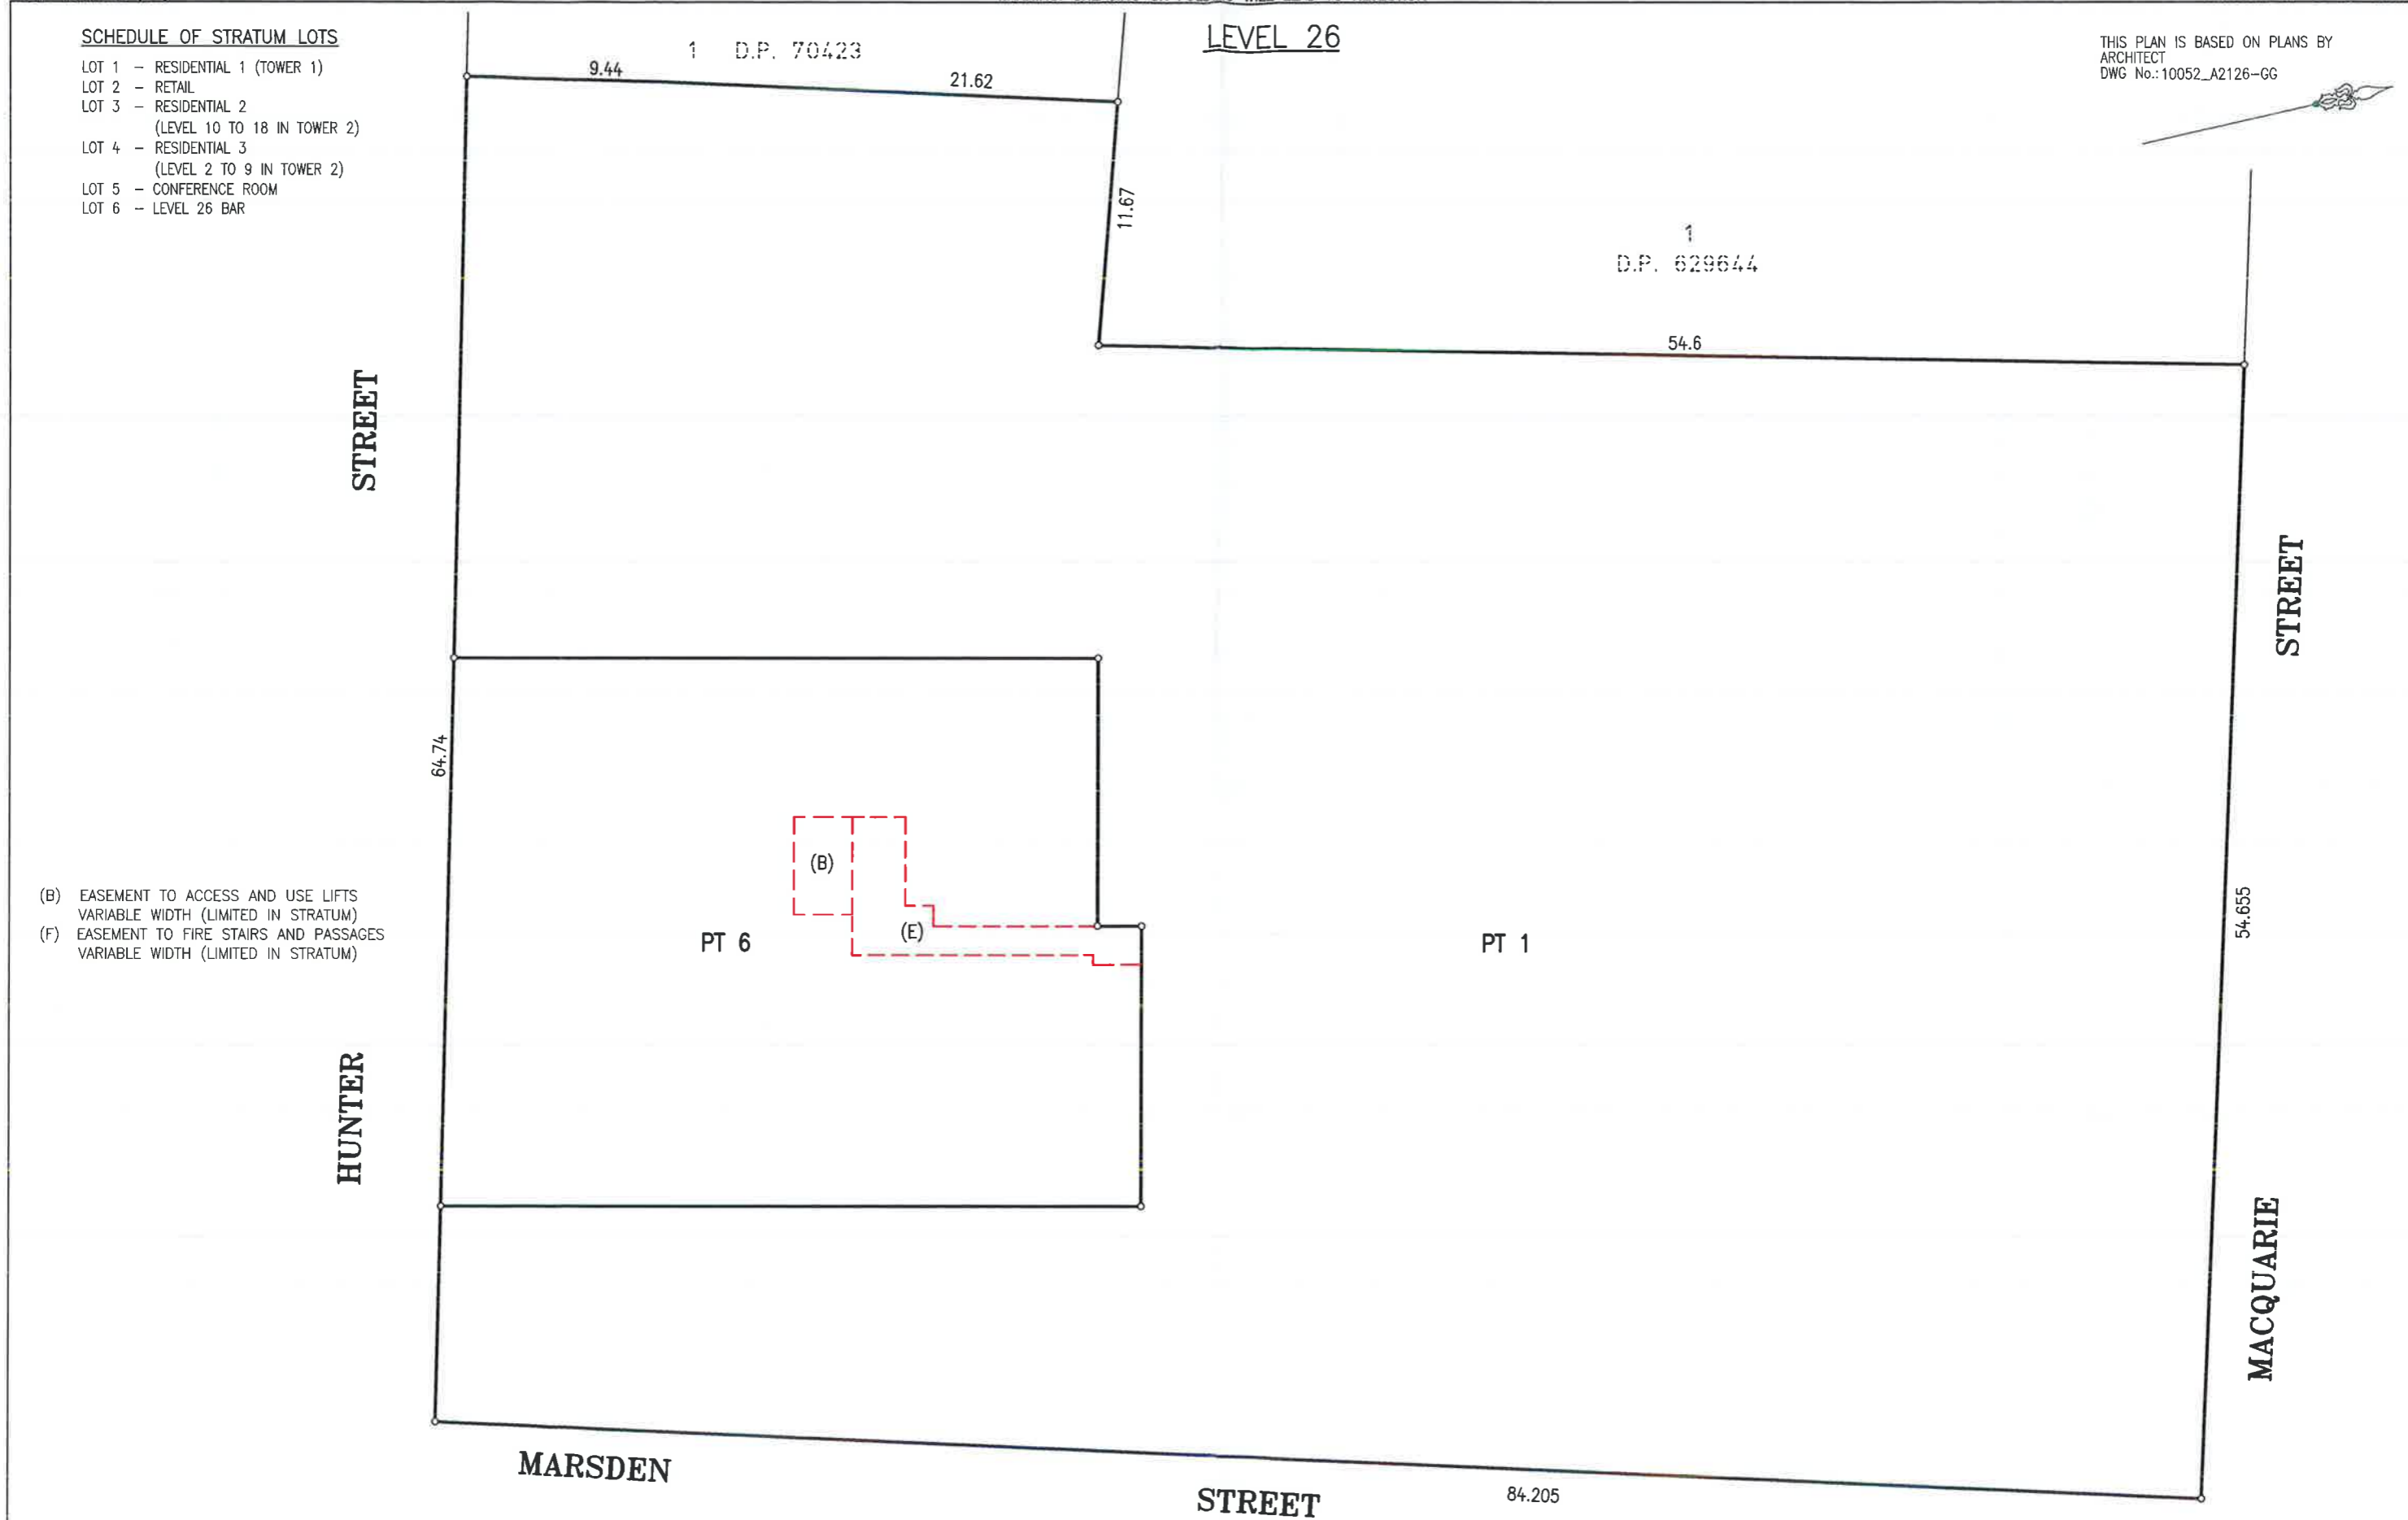 SCHEDULE OF STRATUM LOTS
LOT 1 – RESIDENTIAL 1 (TOWER 1)
LOT 2 – RETAIL
LOT 3 – RESIDENTIAL 2
(LEVEL 10 TO 18 IN TOWER 2)
LOT 4 – RESIDENTIAL 3
(LEVEL 2 TO 9 IN TOWER 2)
LOT 5 – CONFERENCE ROOM
LOT 6 – LEVEL 26 BAR
1 D.P. 70423
LEVEL 26
THIS PLAN IS BASED ON PLANS BY
ARCHITECT
DWG No.: 10052_A2126-GG
9.44
21.62
11.67
1
D.P. 629644
54.6
STREET
STREET
64.74
(B)
(E)
PT 6
PT 1
54.655
(B) EASEMENT TO ACCESS AND USE LIFTS
VARIABLE WIDTH (LIMITED IN STRATUM)
(F) EASEMENT TO FIRE STAIRS AND PASSAGES
VARIABLE WIDTH (LIMITED IN STRATUM)
HUNTER
MACQUARIE
MARSDEN
STREET
84.205